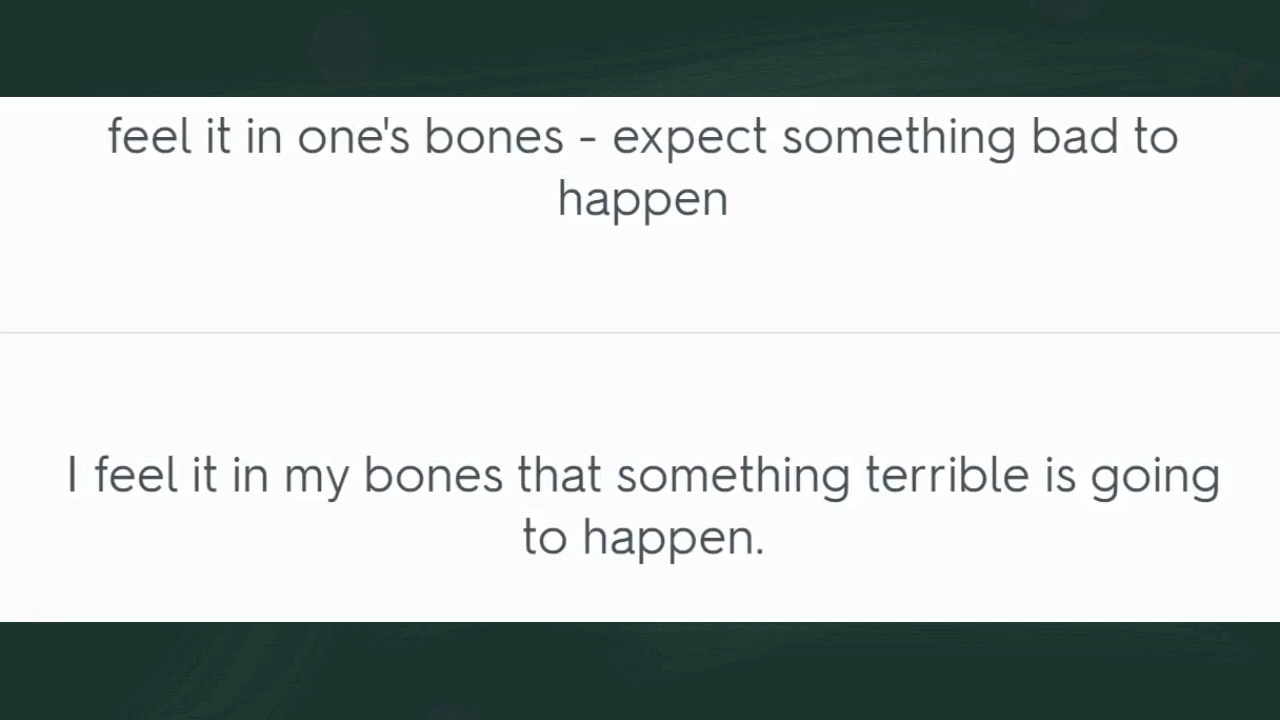 feel it in one's bones - expect something bad to
happen
I feel it in my bones that something terrible is going
to happen.